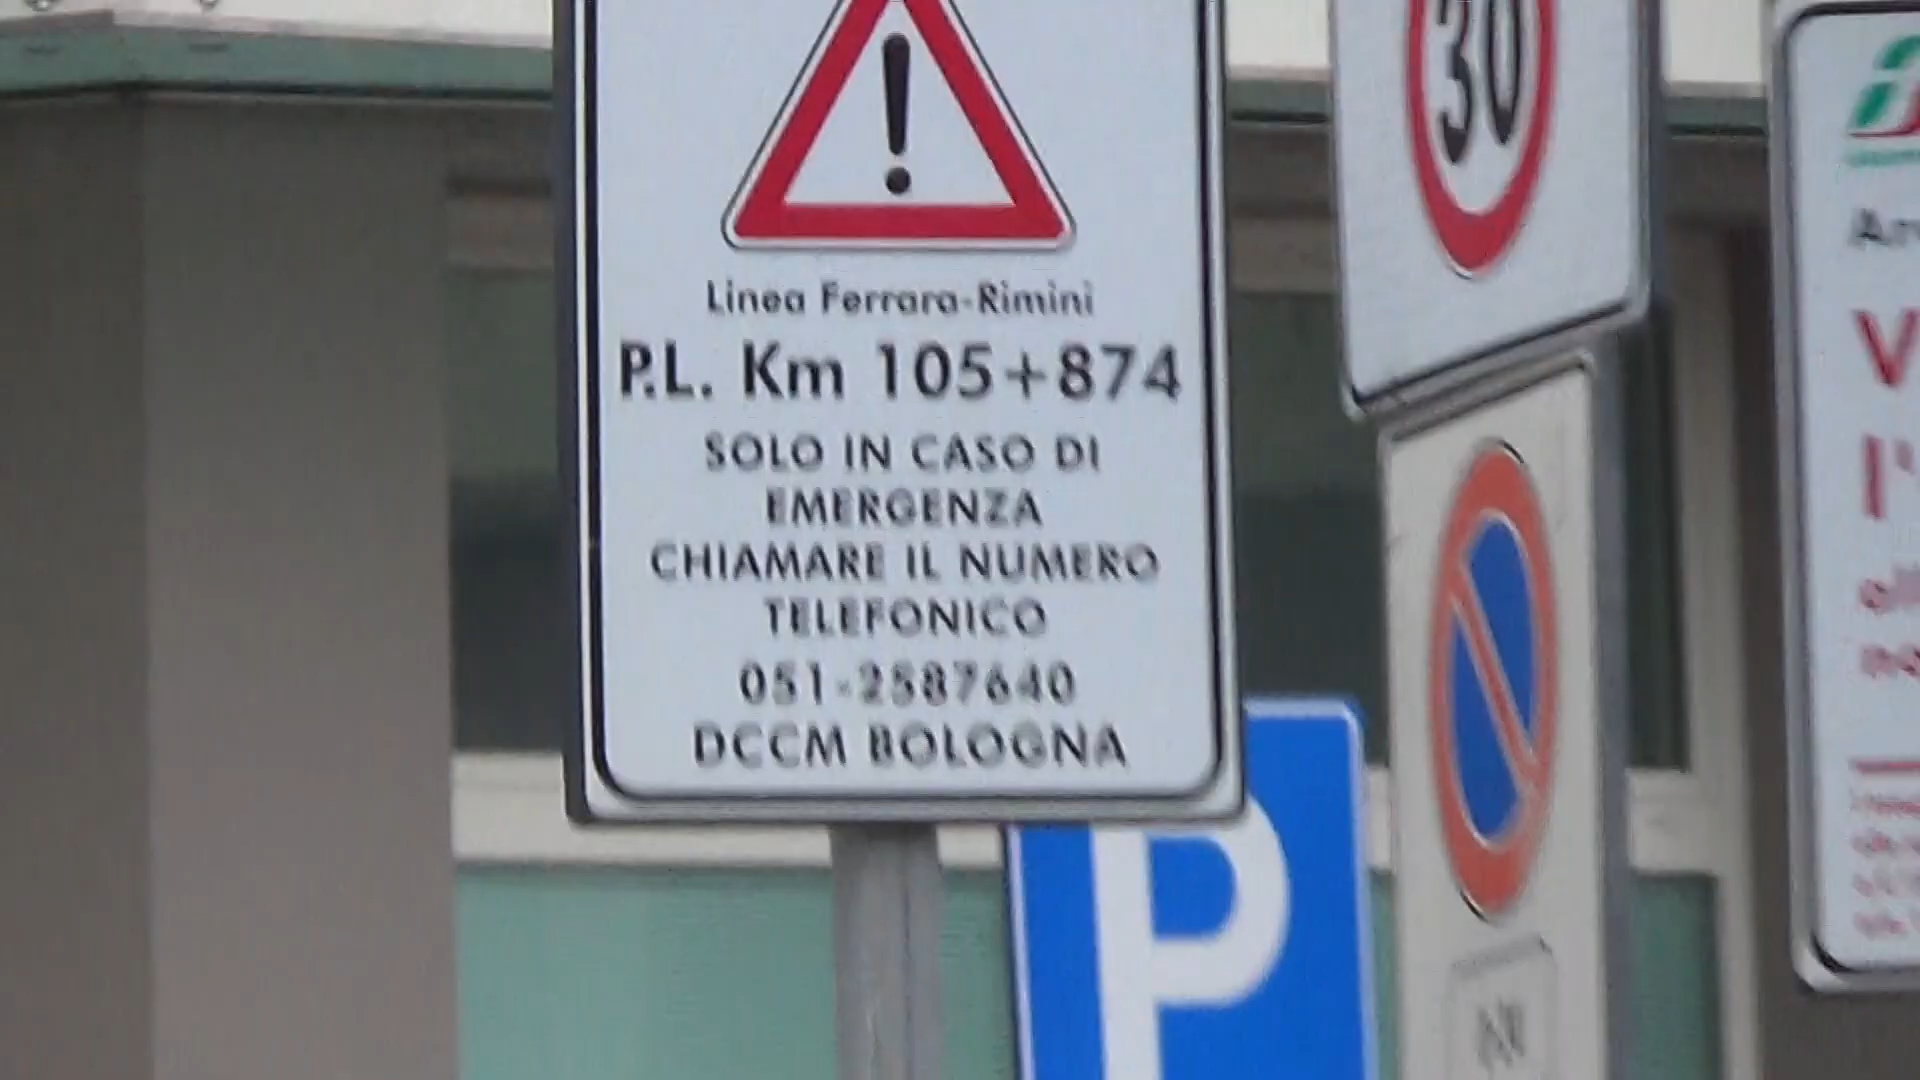 Linea Ferrara-Rimini
P.L. Km 105+874
SOLO IN CASO DI
EMERGENZA
CHIAMARE IL NUMERO
TELEFONICO
051-2587640
DCCM BOLOGNA
30
P